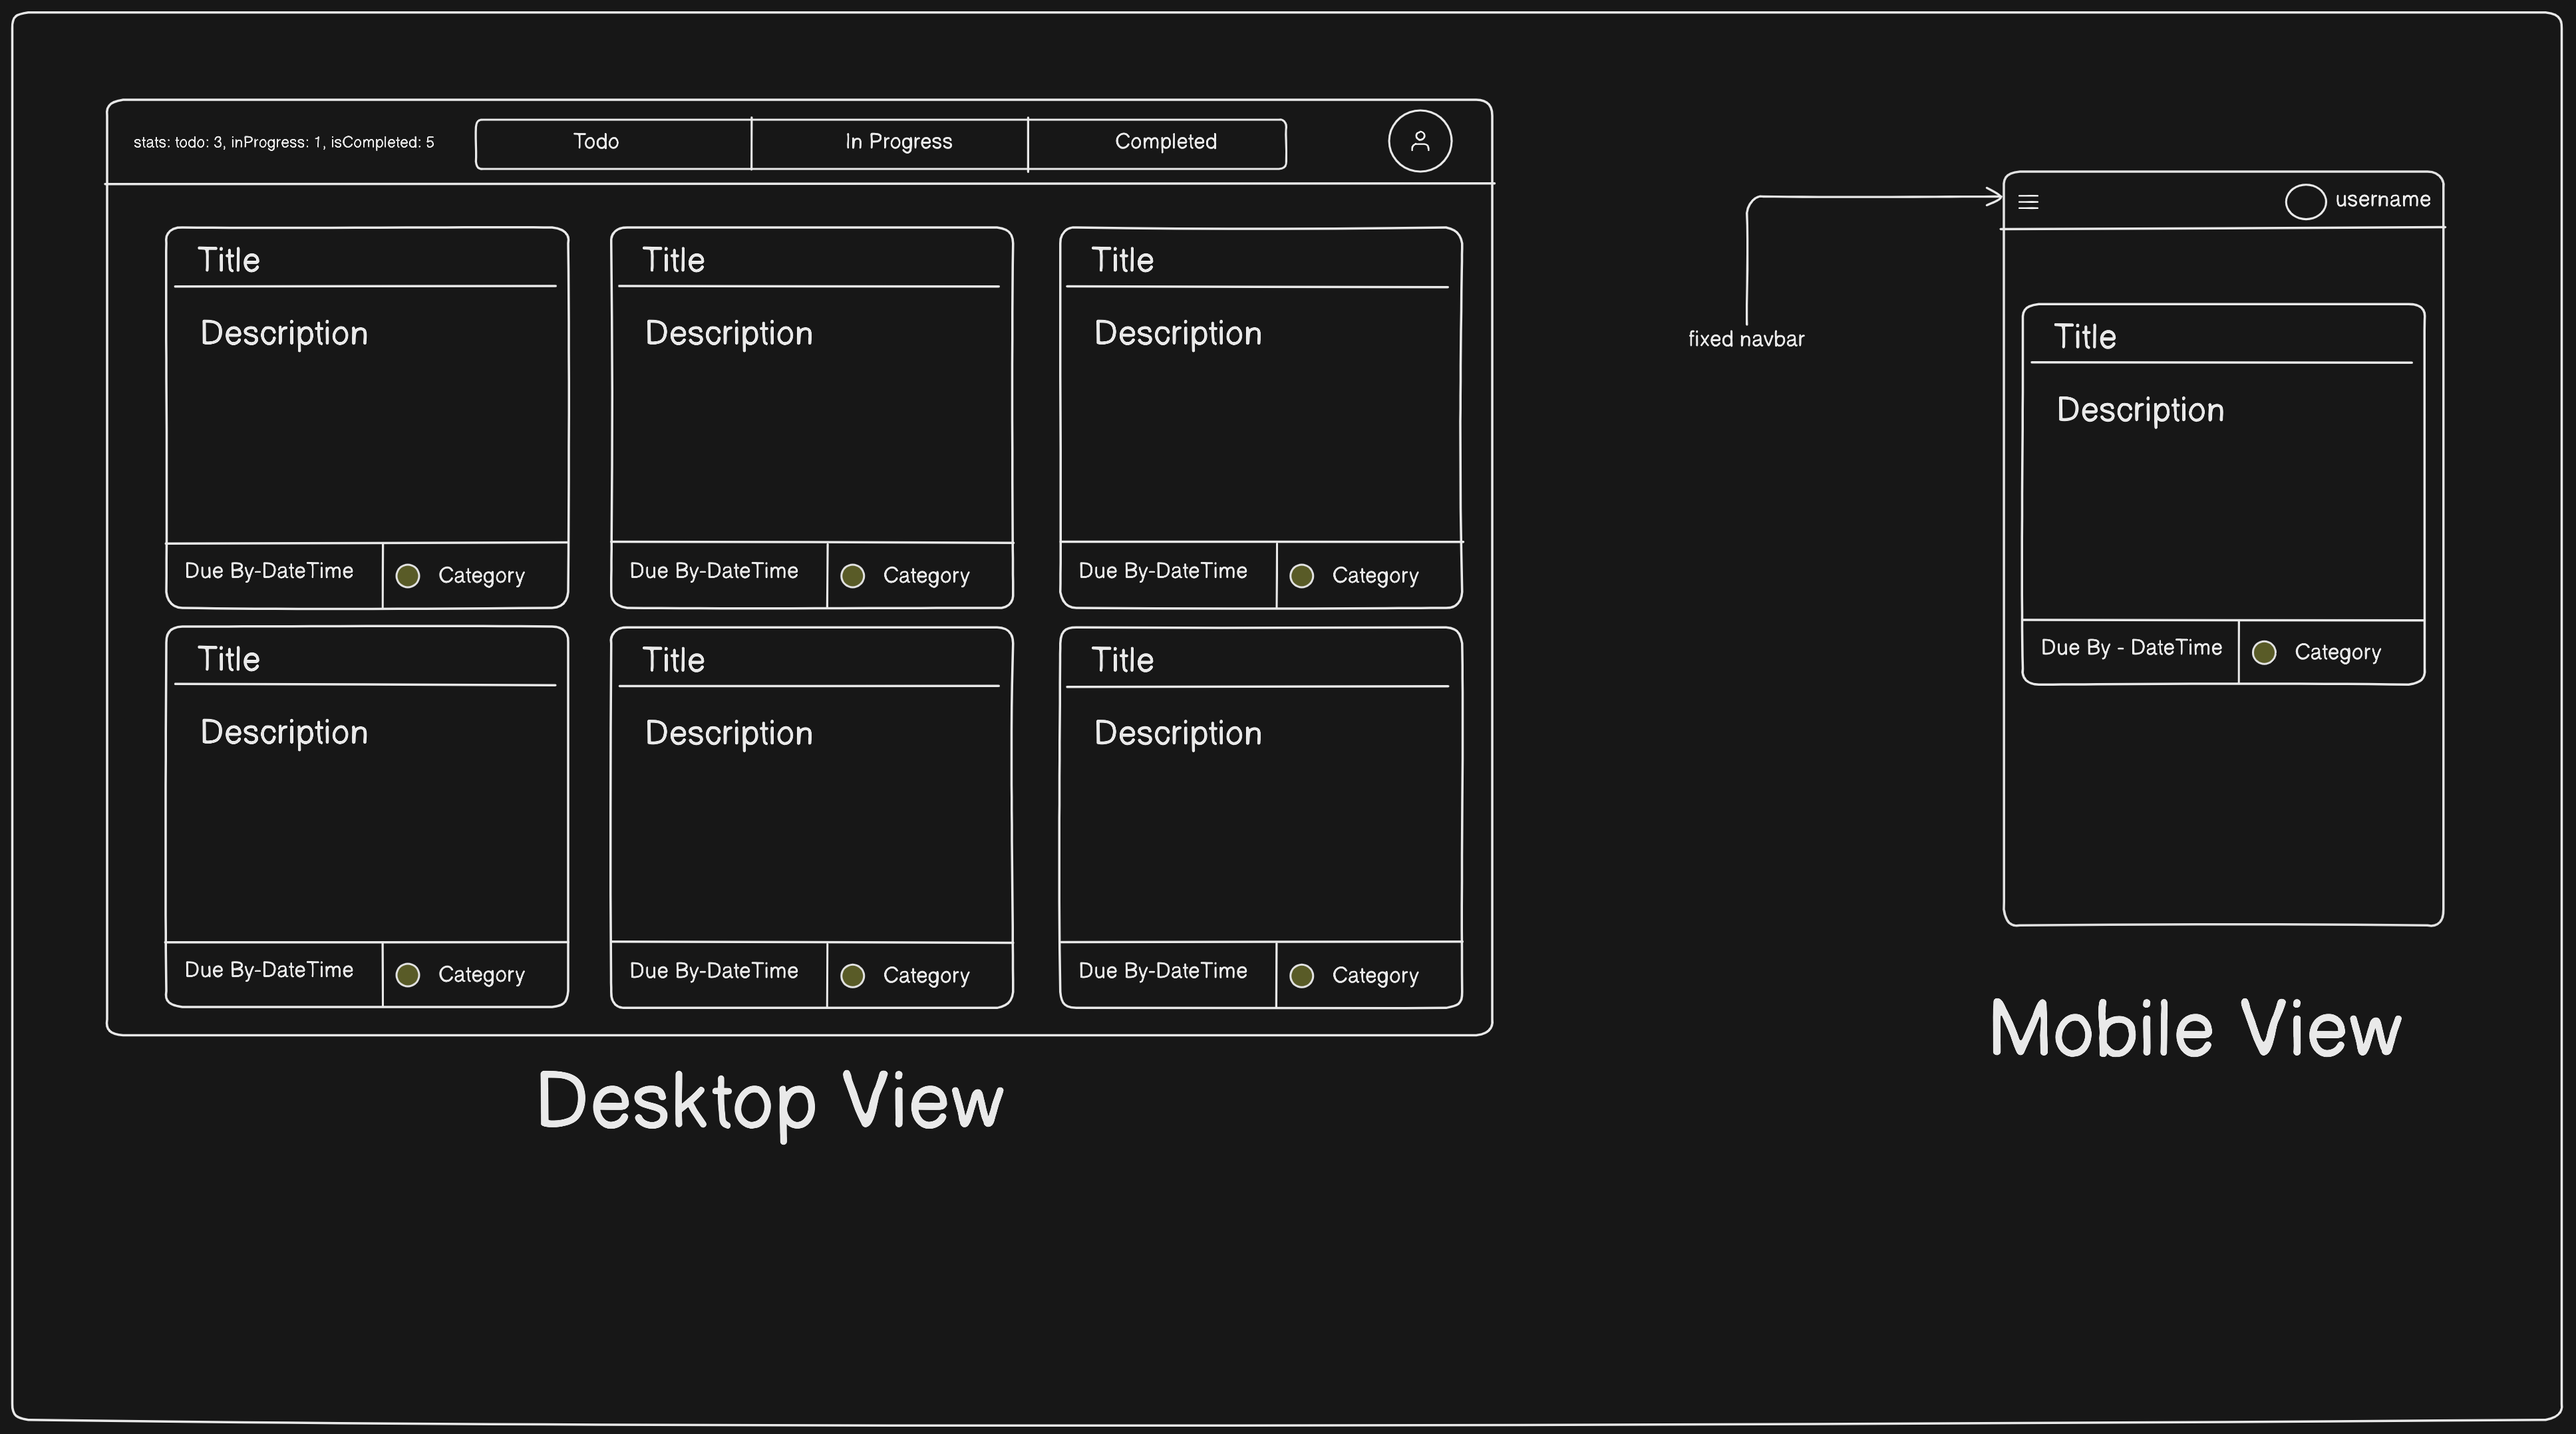 stats: todo: 3, inProgress: 1, isCompleted: 5
Todo
In Progress
Completed
Title
Description
Due By-DateTime
Category
Title
Description
Due By-DateTime
Category
Title
Description
Due By-DateTime
Category
Title
Description
Due By-DateTime
Category
Title
Description
Due By-DateTime
Category
Title
Description
Due By-DateTime
Category
Desktop View
fixed navbar
username
Title
Description
Due By - DateTime
Category
Mobile View